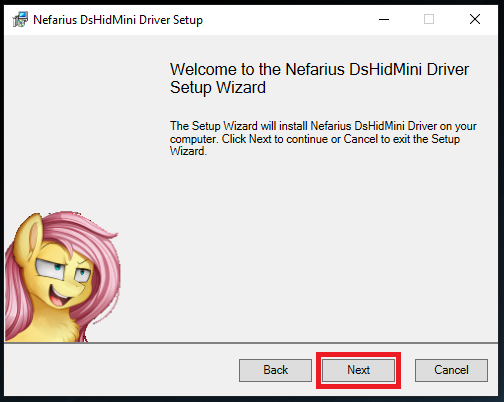 Nefarius DsHidMini Driver Setup
Welcome to the Nefarius DsHidMini Driver
Setup Wizard
The Setup Wizard will install Nefarius DsHidMini Driver on your
computer. Click Next to continue or Cancel to exit the Setup
Wizard.
Back
Next
Cancel